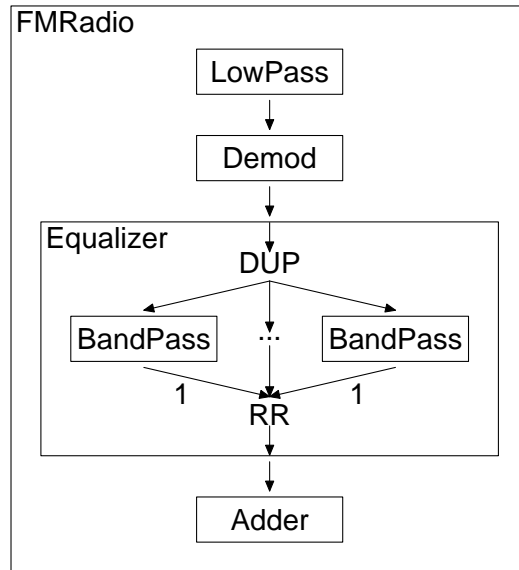 FMRadio
LowPass
Demod
Equalizer
DUP
BandPass
...
BandPass
1
1
RR
Adder